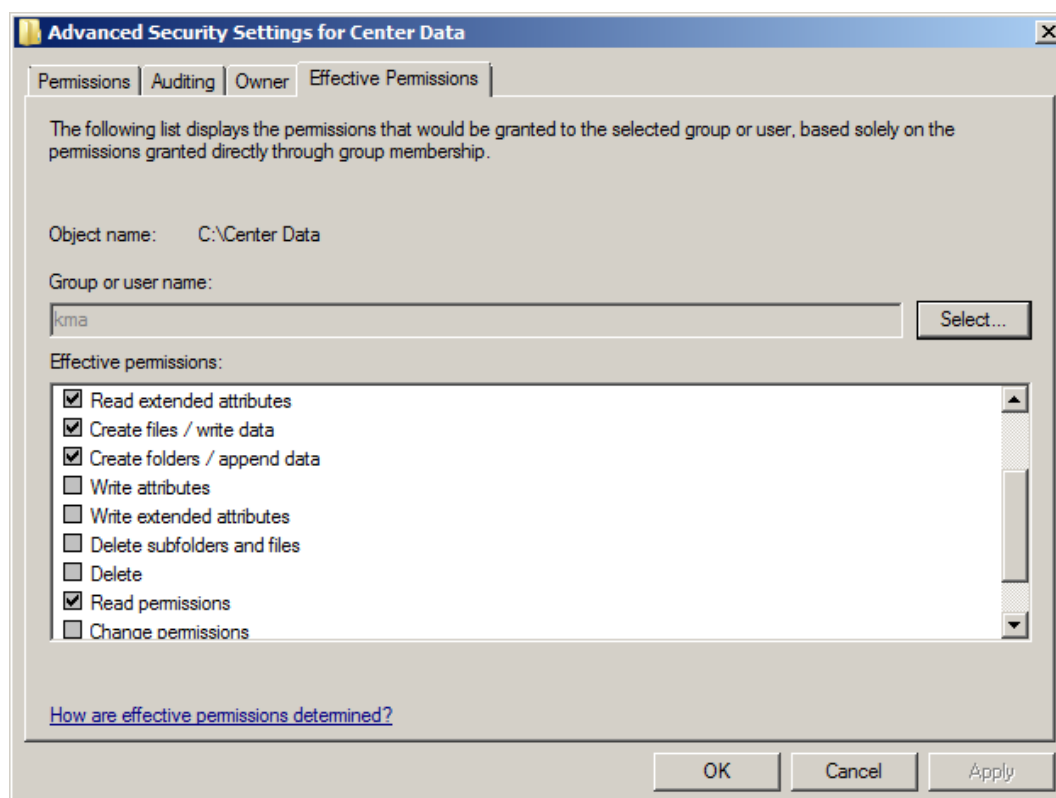 Advanced Security Settings for Center Data
Permissions Auditing Owner Effective Permissions
The following list displays the permissions that would be granted to the selected group or user, based solely on the
permissions granted directly through group membership.
Object name: C:\Center Data
Group or user name:
kma Select...
Effective permissions:
Read extended attributes
Create files / write data
Create folders / append data
Write attributes
Write extended attributes
Delete subfolders and files
Delete
Read permissions
Change permissions
How are effective permissions determined?
OK Cancel Apply